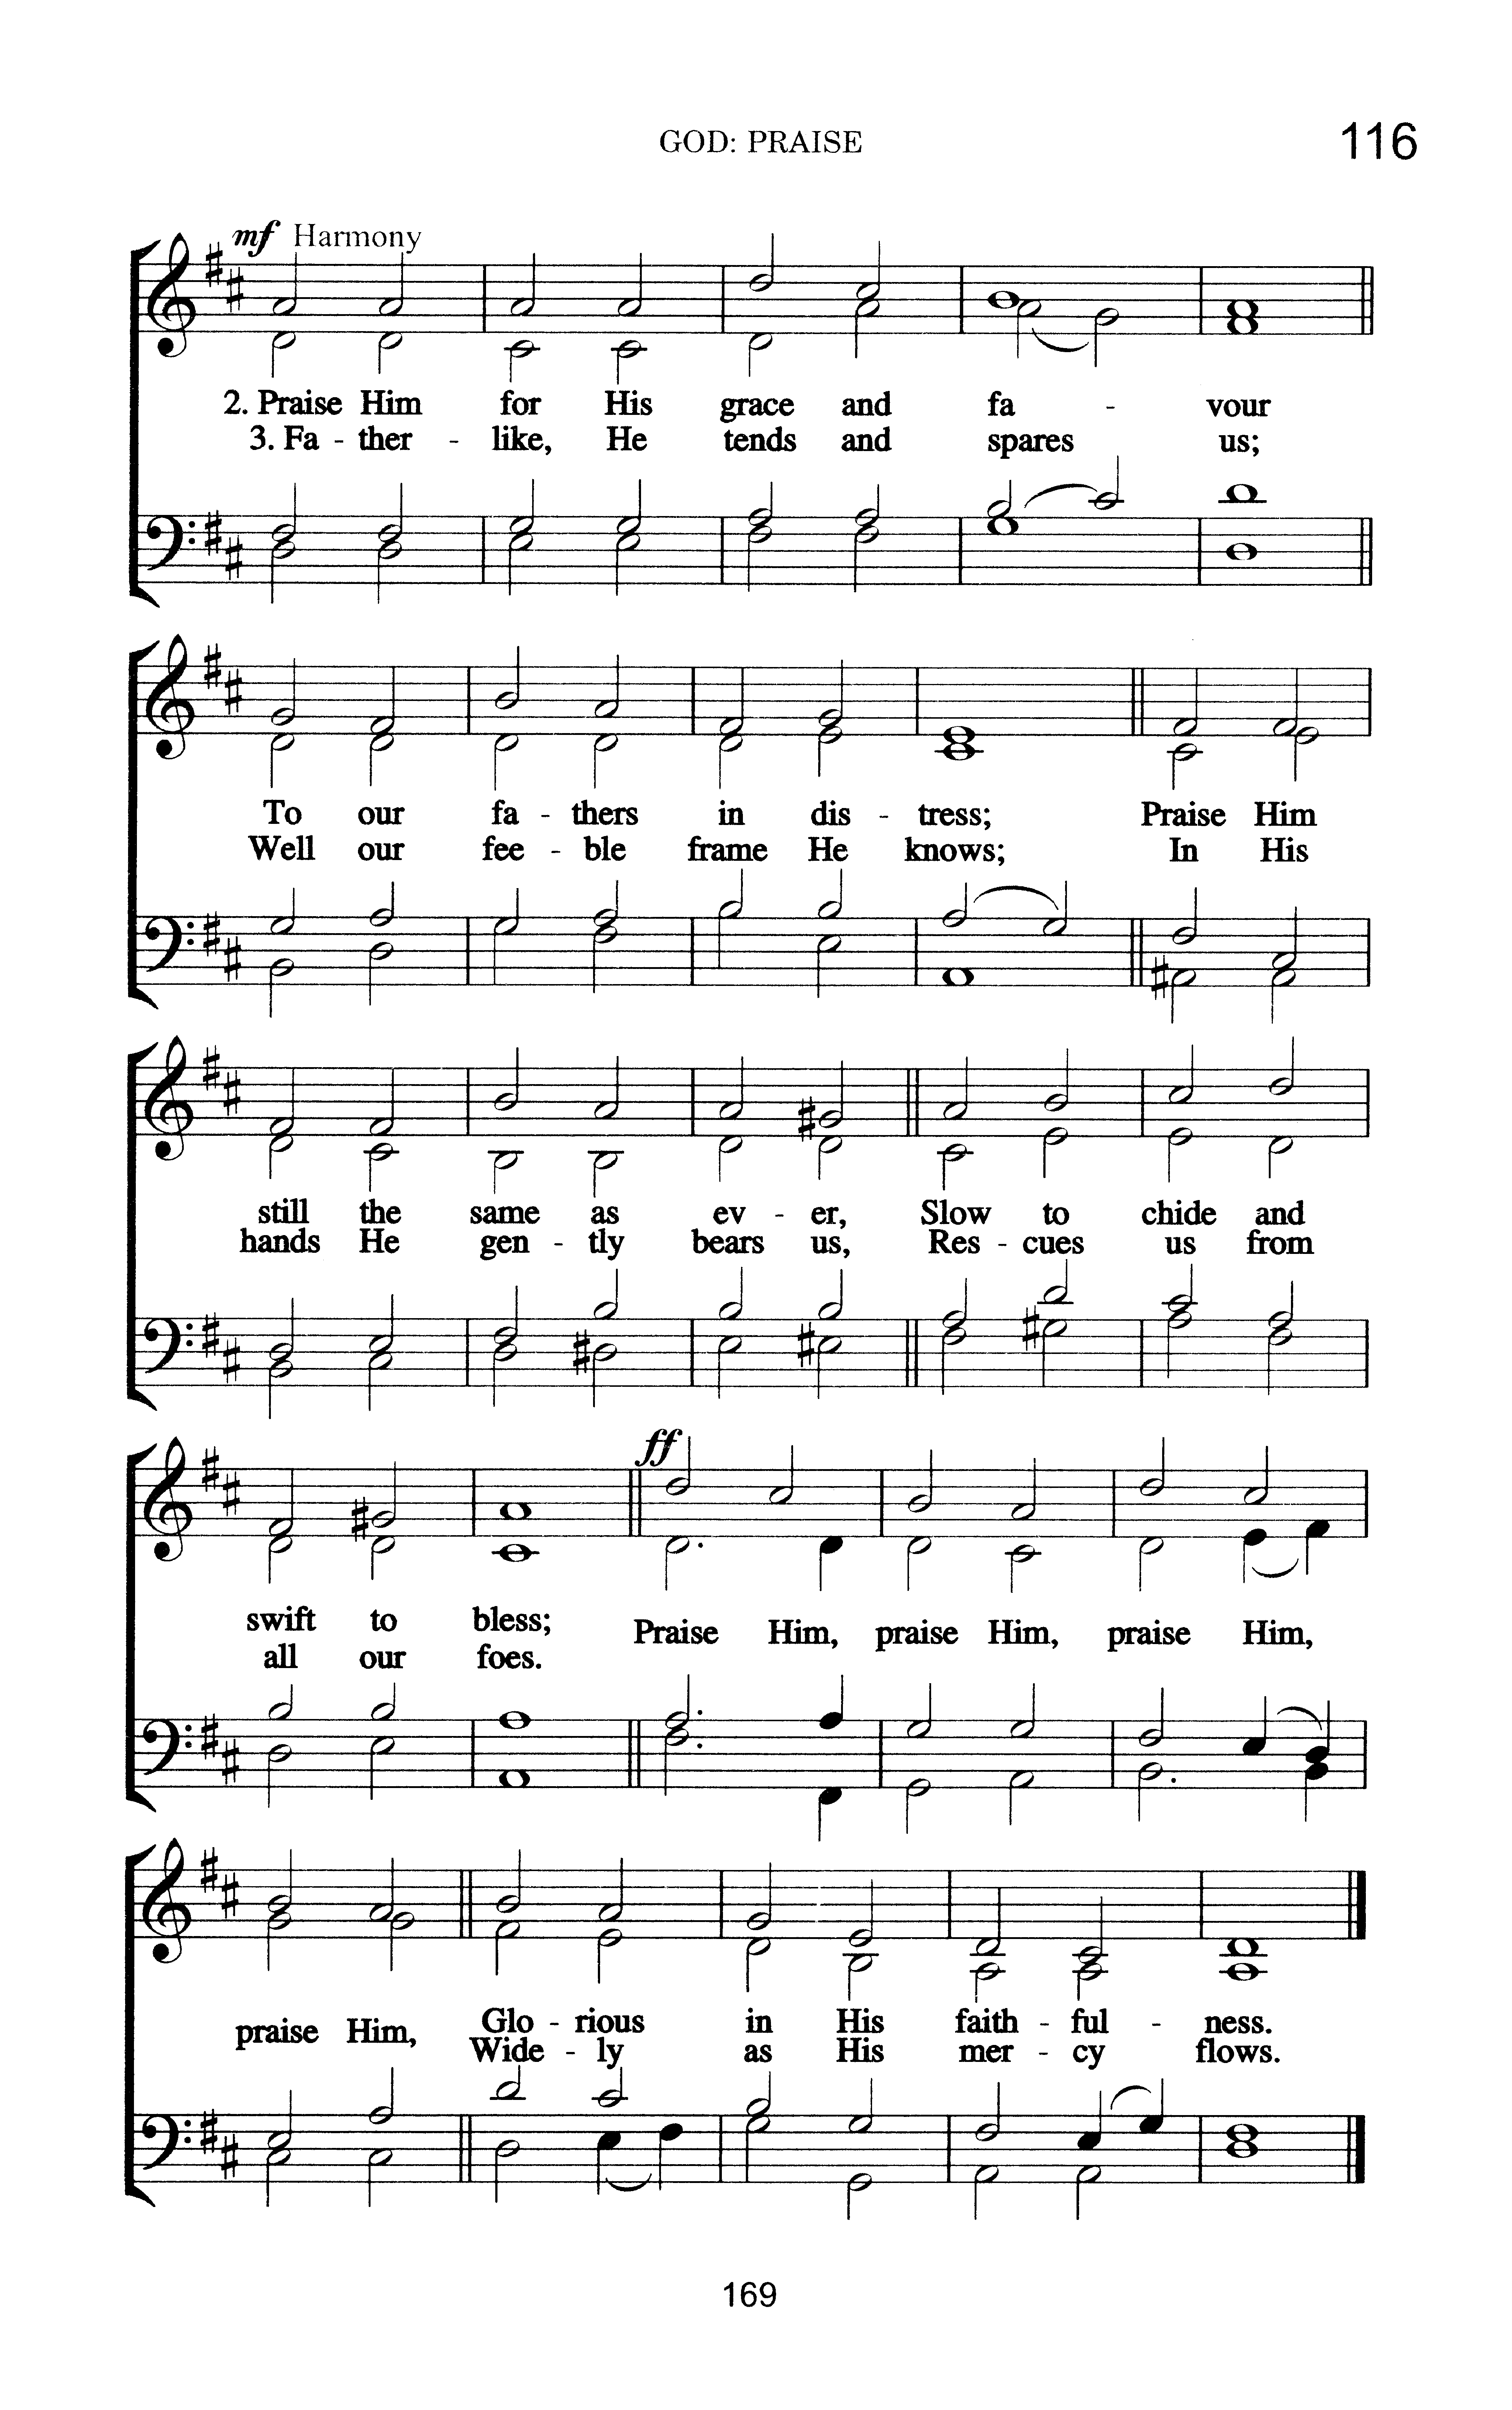 GOD: PRAISE
116
mf Harmony
2. Praise Him for His grace and fa - vour
3. Fa - ther - like, He tends and spares us;
To our fa - thers in dis - tress; Praise Him
Well our fee - ble frame He knows; In His
still the same as ev - er, Slow to chide and
hands He gen - tly bears us, Res - cues us from
ff
swift to bless; Praise Him, praise Him, praise Him,
all our foes.
praise Him, Glo - rious in His faith - ful - ness.
Wide - ly as His mer - cy flows.
169